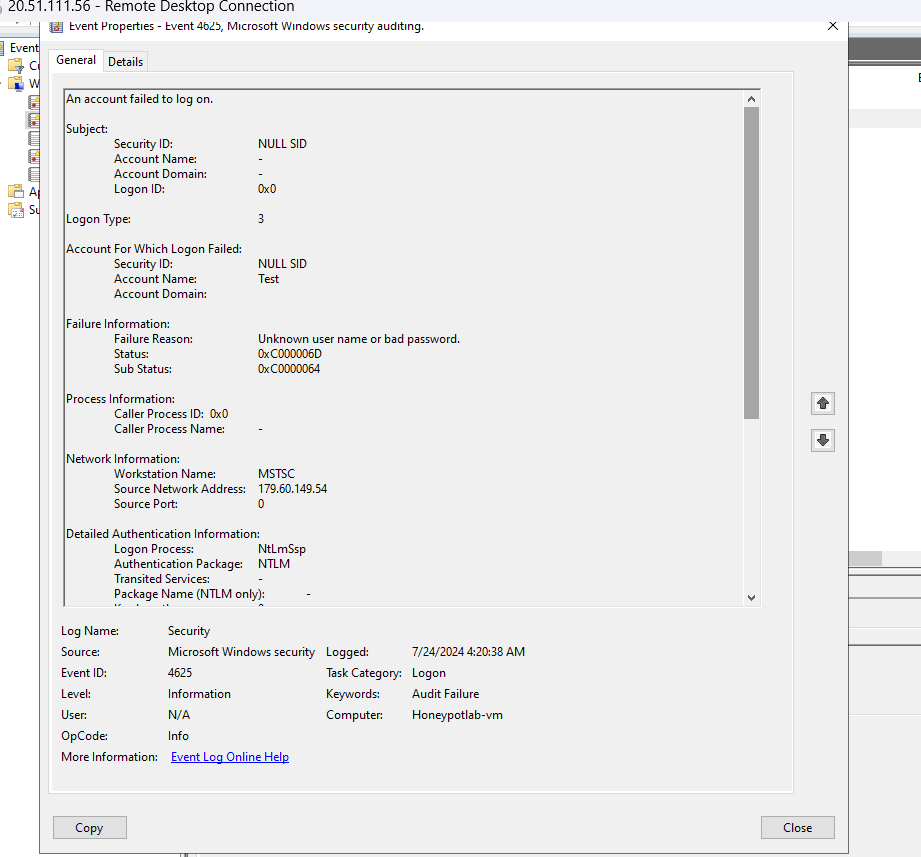 20.51.111.56 - Remote Desktop Connection
Event Properties - Event 4625, Microsoft Windows security auditing.
Event
General Details
An account failed to log on.
Subject:
Security ID: NULL SID
Account Name: -
Account Domain: -
Logon ID: 0x0
Logon Type: 3
Account For Which Logon Failed:
Security ID: NULL SID
Account Name: Test
Account Domain:
Failure Information:
Failure Reason: Unknown user name or bad password.
Status: 0xC000006D
Sub Status: 0xC0000064
Process Information:
Caller Process ID: 0x0
Caller Process Name: -
Network Information:
Workstation Name: MSTSC
Source Network Address: 179.60.149.54
Source Port: 0
Detailed Authentication Information:
Logon Process: NtLmSsp
Authentication Package: NTLM
Transited Services: -
Package Name (NTLM only): -
Log Name: Security
Source: Microsoft Windows security Logged: 7/24/2024 4:20:38 AM
Event ID: 4625 Task Category: Logon
Level: Information Keywords: Audit Failure
User: N/A Computer: Honeypotlab-vm
OpCode: Info
More Information: Event Log Online Help
Copy Close